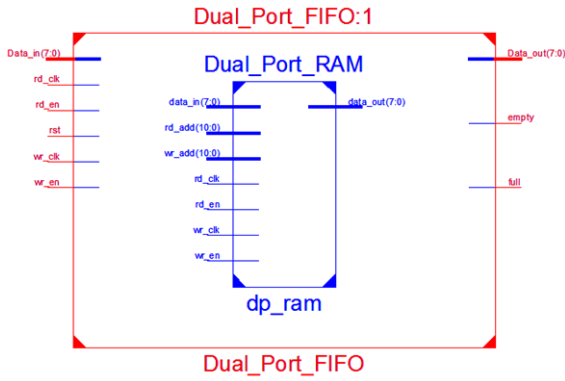 Dual_Port_FIFO:1
Data_in(7:0)
rd_clk
rd_en
rst
wr_clk
wr_en
Dual_Port_RAM
data_in(7:0)
rd_add(10:0)
wr_add(10:0)
rd_clk
rd_en
wr_clk
wr_en
data_out(7:0)
dp_ram
Data_out(7:0)
empty
full
Dual_Port_FIFO